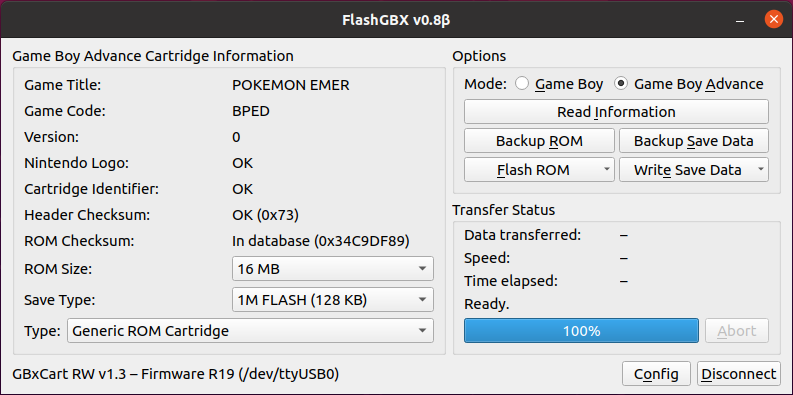 FlashGBX v0.8β
Game Boy Advance Cartridge Information
Game Title: POKEMON EMER
Game Code: BPED
Version: 0
Nintendo Logo: OK
Cartridge Identifier: OK
Header Checksum: OK (0x73)
ROM Checksum: In database (0x34C9DF89)
ROM Size: 16 MB
Save Type: 1M FLASH (128 KB)
Type: Generic ROM Cartridge
Options
Mode: Game Boy Game Boy Advance
Read Information
Backup ROM Backup Save Data
Flash ROM Write Save Data
Transfer Status
Data transferred: –
Speed: –
Time elapsed: –
Ready.
100% Abort
GBxCart RW v1.3 – Firmware R19 (/dev/ttyUSB0) Config Disconnect